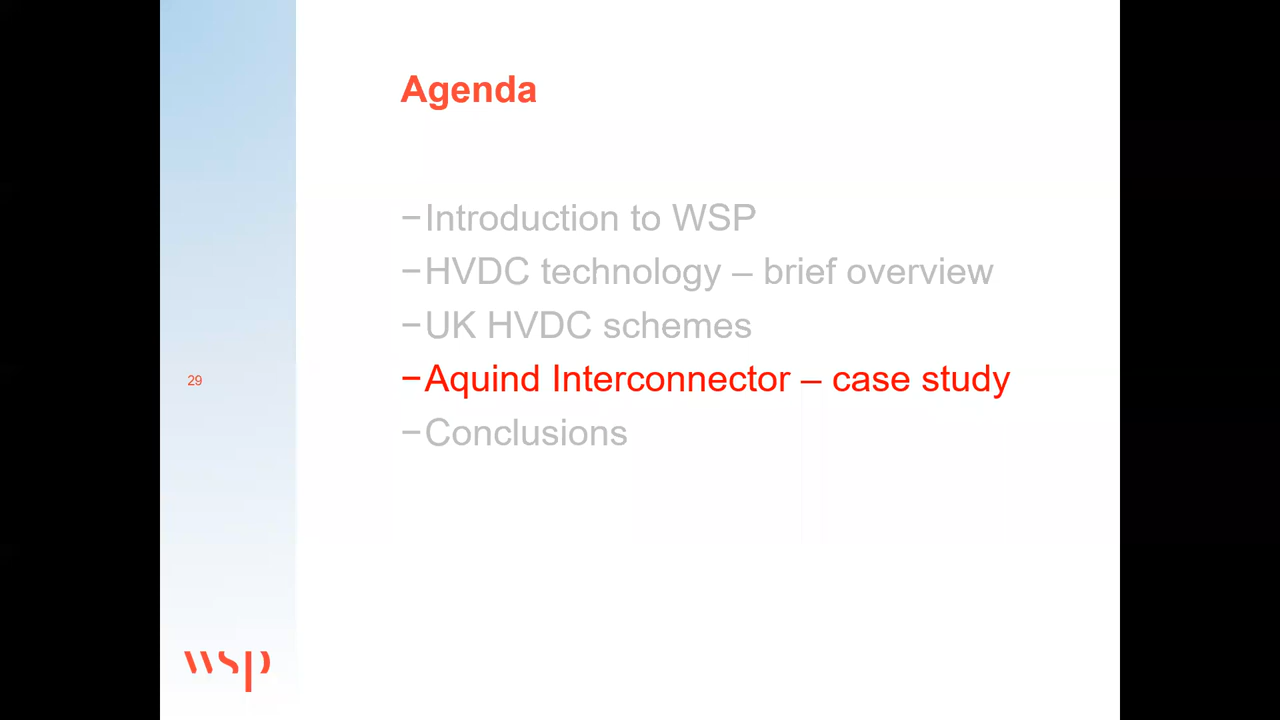 Agenda
–Introduction to WSP
–HVDC technology – brief overview
–UK HVDC schemes
–Aquind Interconnector – case study
–Conclusions
29
wsp